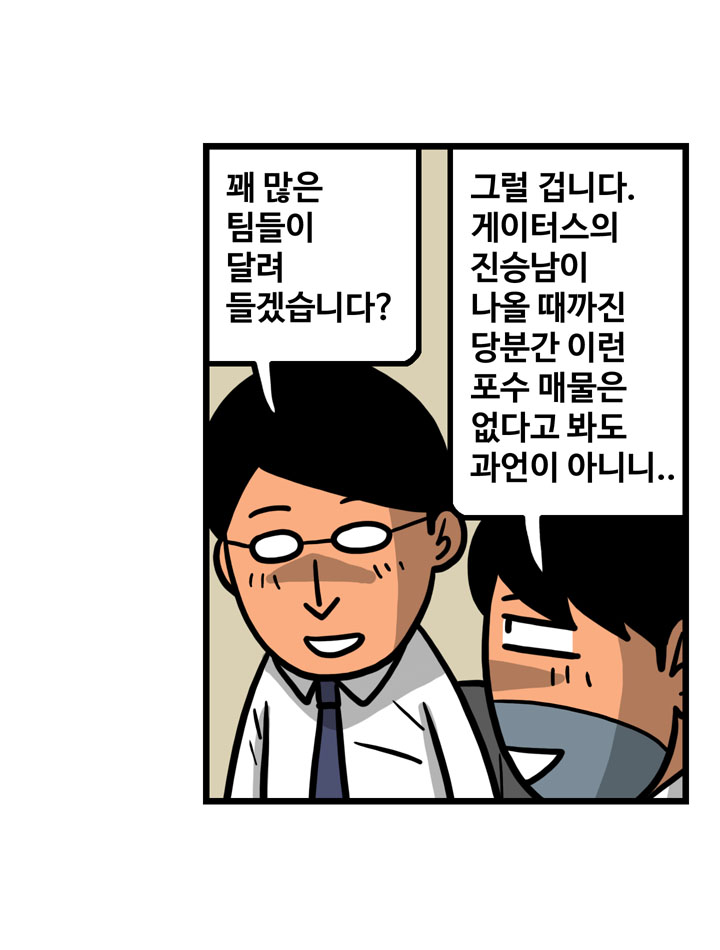 꽤 많은
팀들이
달려
들겠습니다?
그럴 겁니다.
게이터스의
진승남이
나올 때까진
당분간 이런
포수 매물은
없다고 봐도
과언이 아니니..